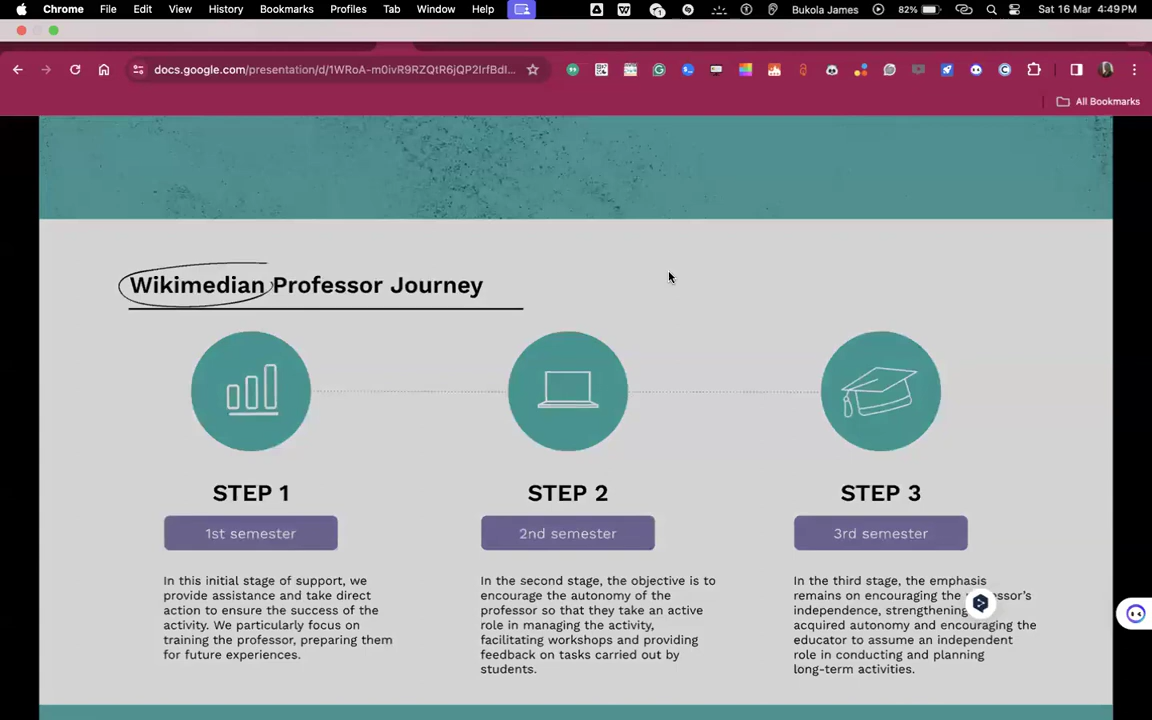 Chrome File Edit View History Bookmarks Profiles Tab Window Help Bukola James 82% Sat 16 Mar 4:49 PM
docs.google.com/presentation/d/1WRoA-m0ivR9RZQtR6jQP2IrfBdI...
All Bookmarks
Wikimedian Professor Journey
STEP 1
1st semester
In this initial stage of support, we
provide assistance and take direct
action to ensure the success of the
activity. We particularly focus on
training the professor, preparing them
for future experiences.
STEP 2
2nd semester
In the second stage, the objective is to
encourage the autonomy of the
professor so that they take an active
role in managing the activity,
facilitating workshops and providing
feedback on tasks carried out by
students.
STEP 3
3rd semester
In the third stage, the emphasis
remains on encouraging the
independence, strengthening
acquired autonomy and encouraging the
educator to assume an independent
role in conducting and planning
long-term activities.